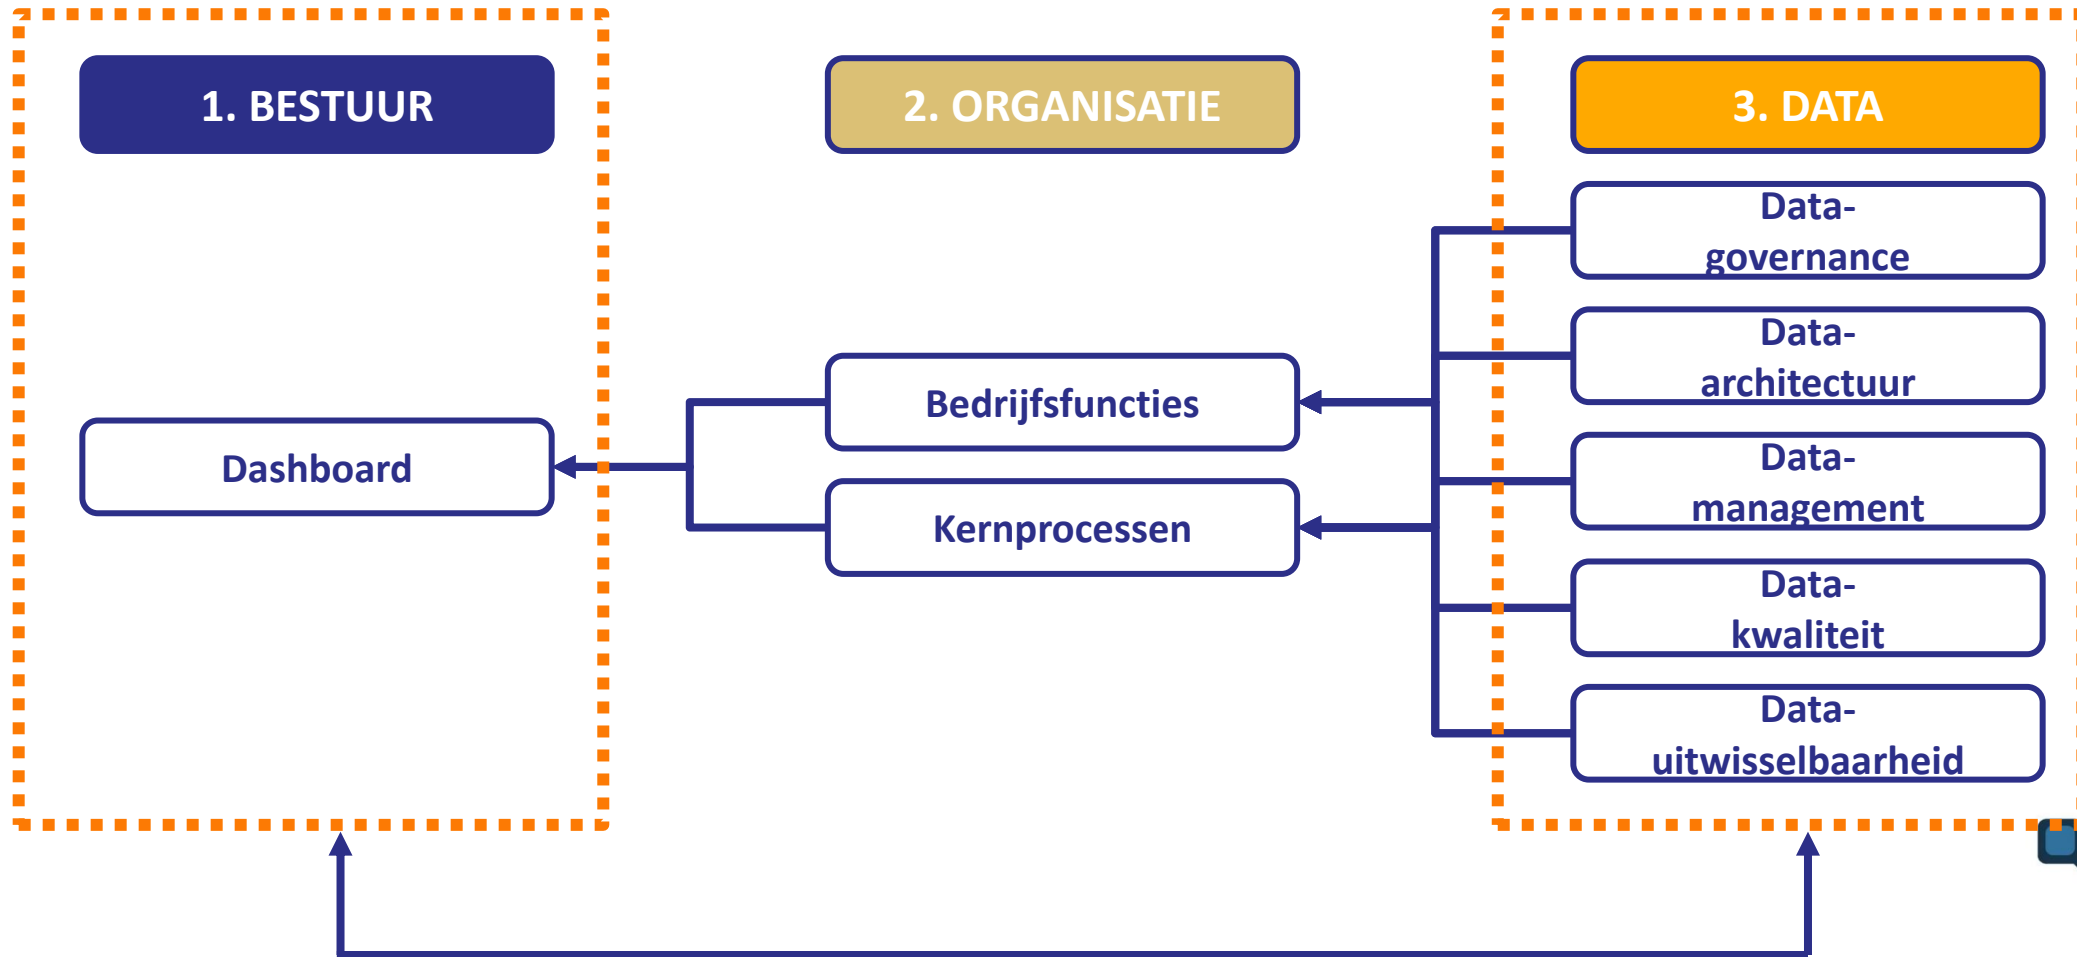 1. BESTUUR
2. ORGANISATIE
3. DATA
Data-
governance
Data-
architectuur
Bedrijfsfuncties
Dashboard
Data-
management
Kernprocessen
Data-
kwaliteit
Data-
uitwisselbaarheid